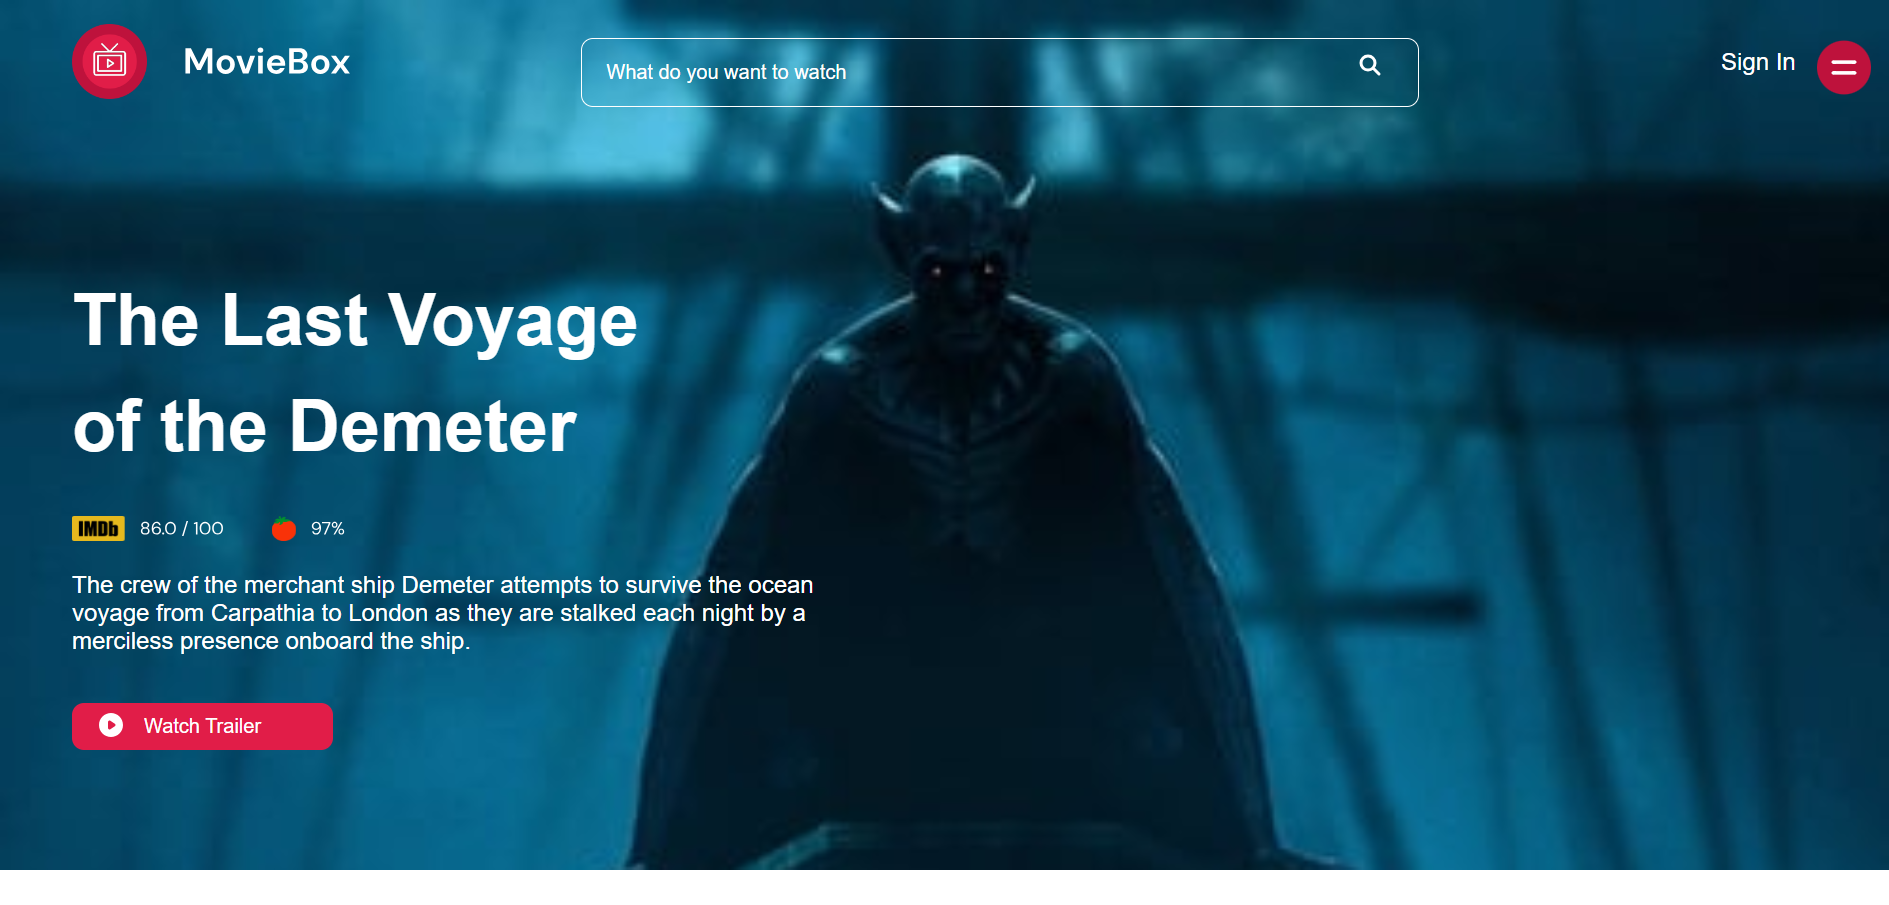 MovieBox
What do you want to watch
Sign In
The Last Voyage
of the Demeter
IMDb 86.0 / 100 97%
The crew of the merchant ship Demeter attempts to survive the ocean
voyage from Carpathia to London as they are stalked each night by a
merciless presence onboard the ship.
Watch Trailer